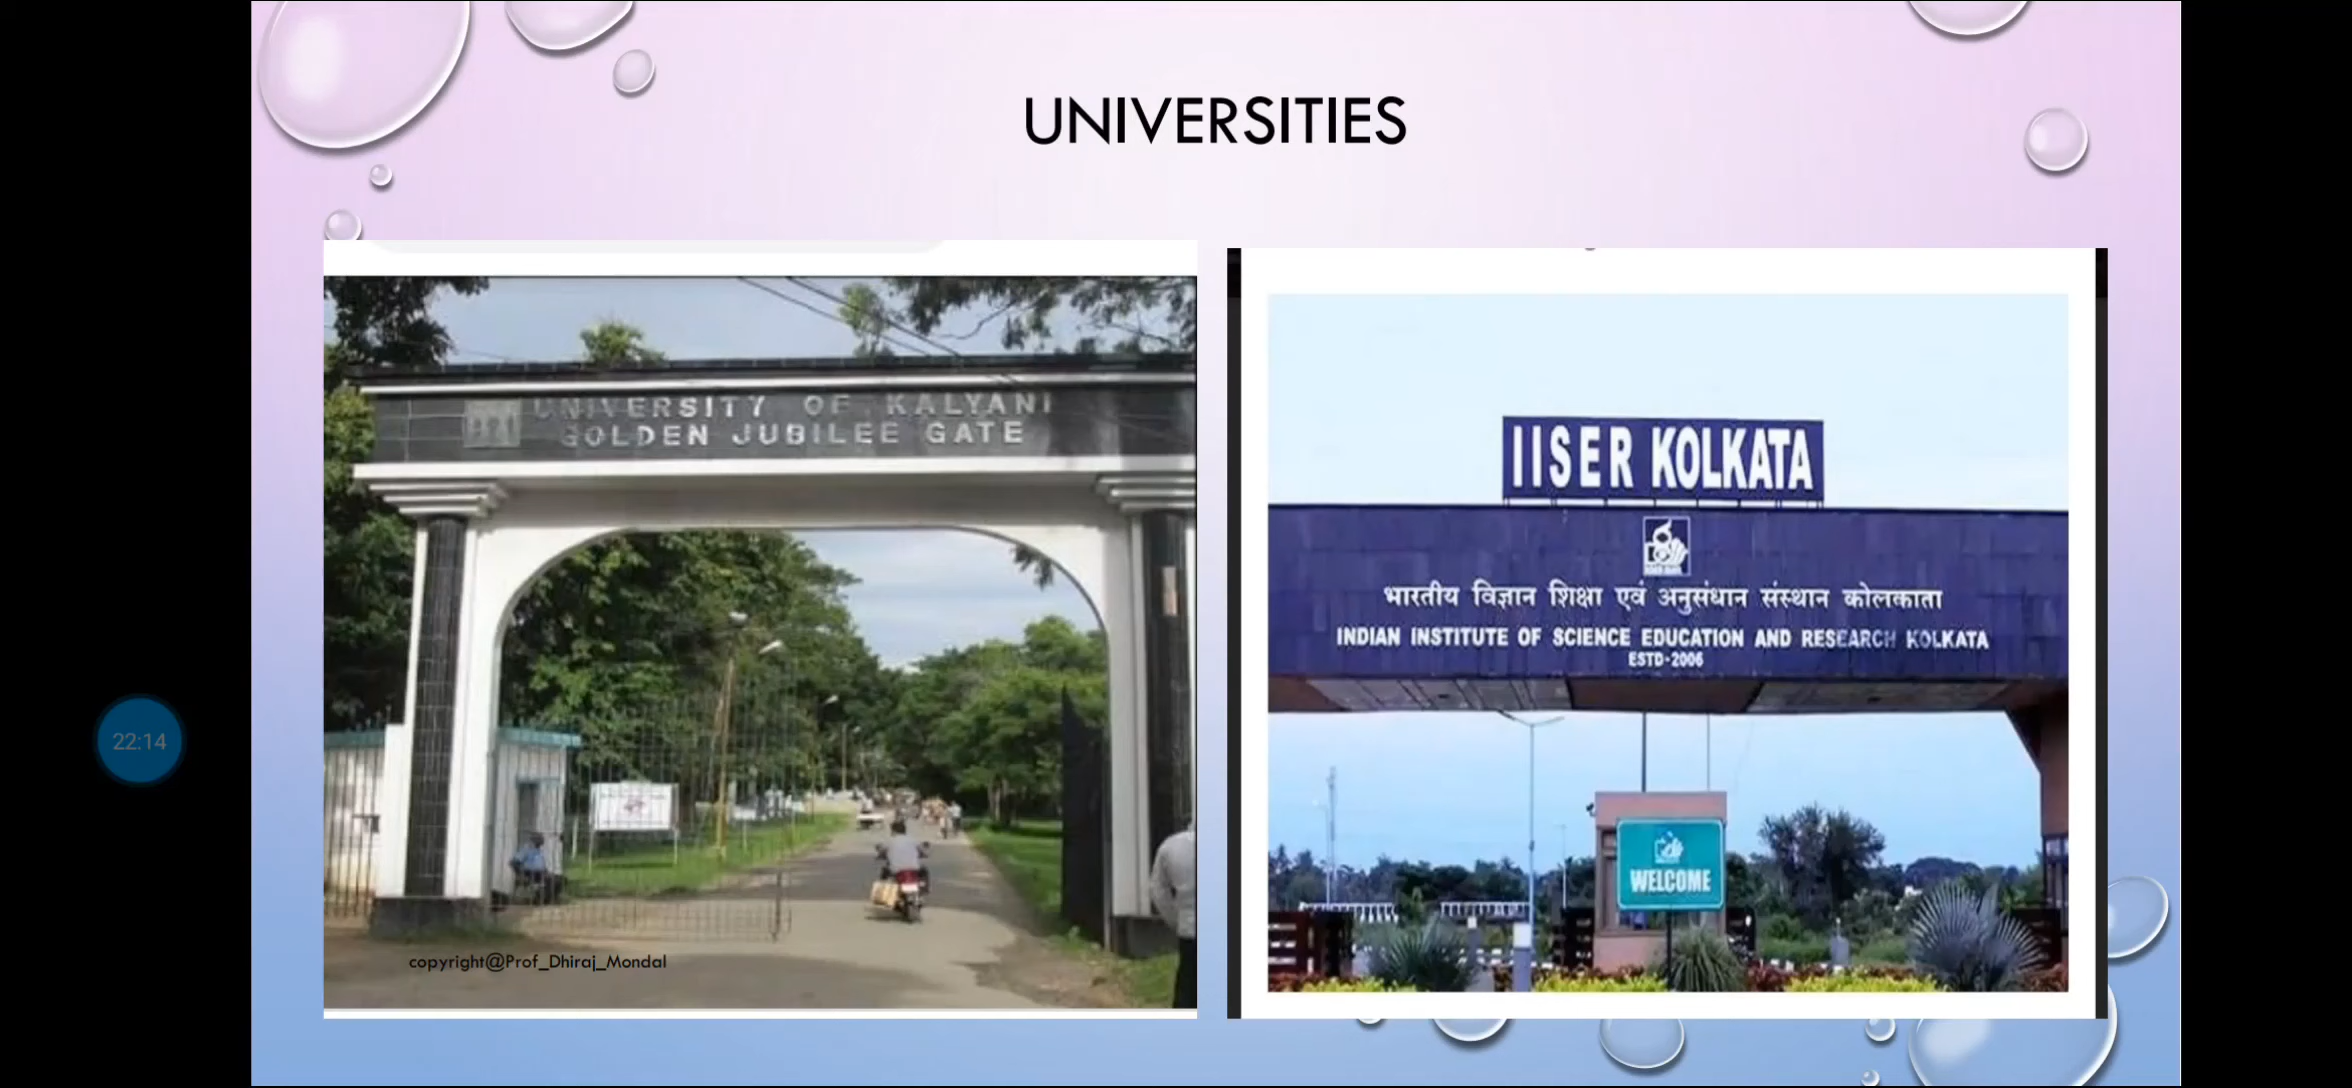 UNIVERSITIES
UNIVERSITY OF KALYANI
GOLDEN JUBILEE GATE
copyright@Prof_Dhiraj_Mondal
IISER KOLKATA
भारतीय विज्ञान शिक्षा एवं अनुसंधान संस्थान कोलकाता
INDIAN INSTITUTE OF SCIENCE EDUCATION AND RESEARCH KOLKATA
ESTD-2006
WELCOME
22:14